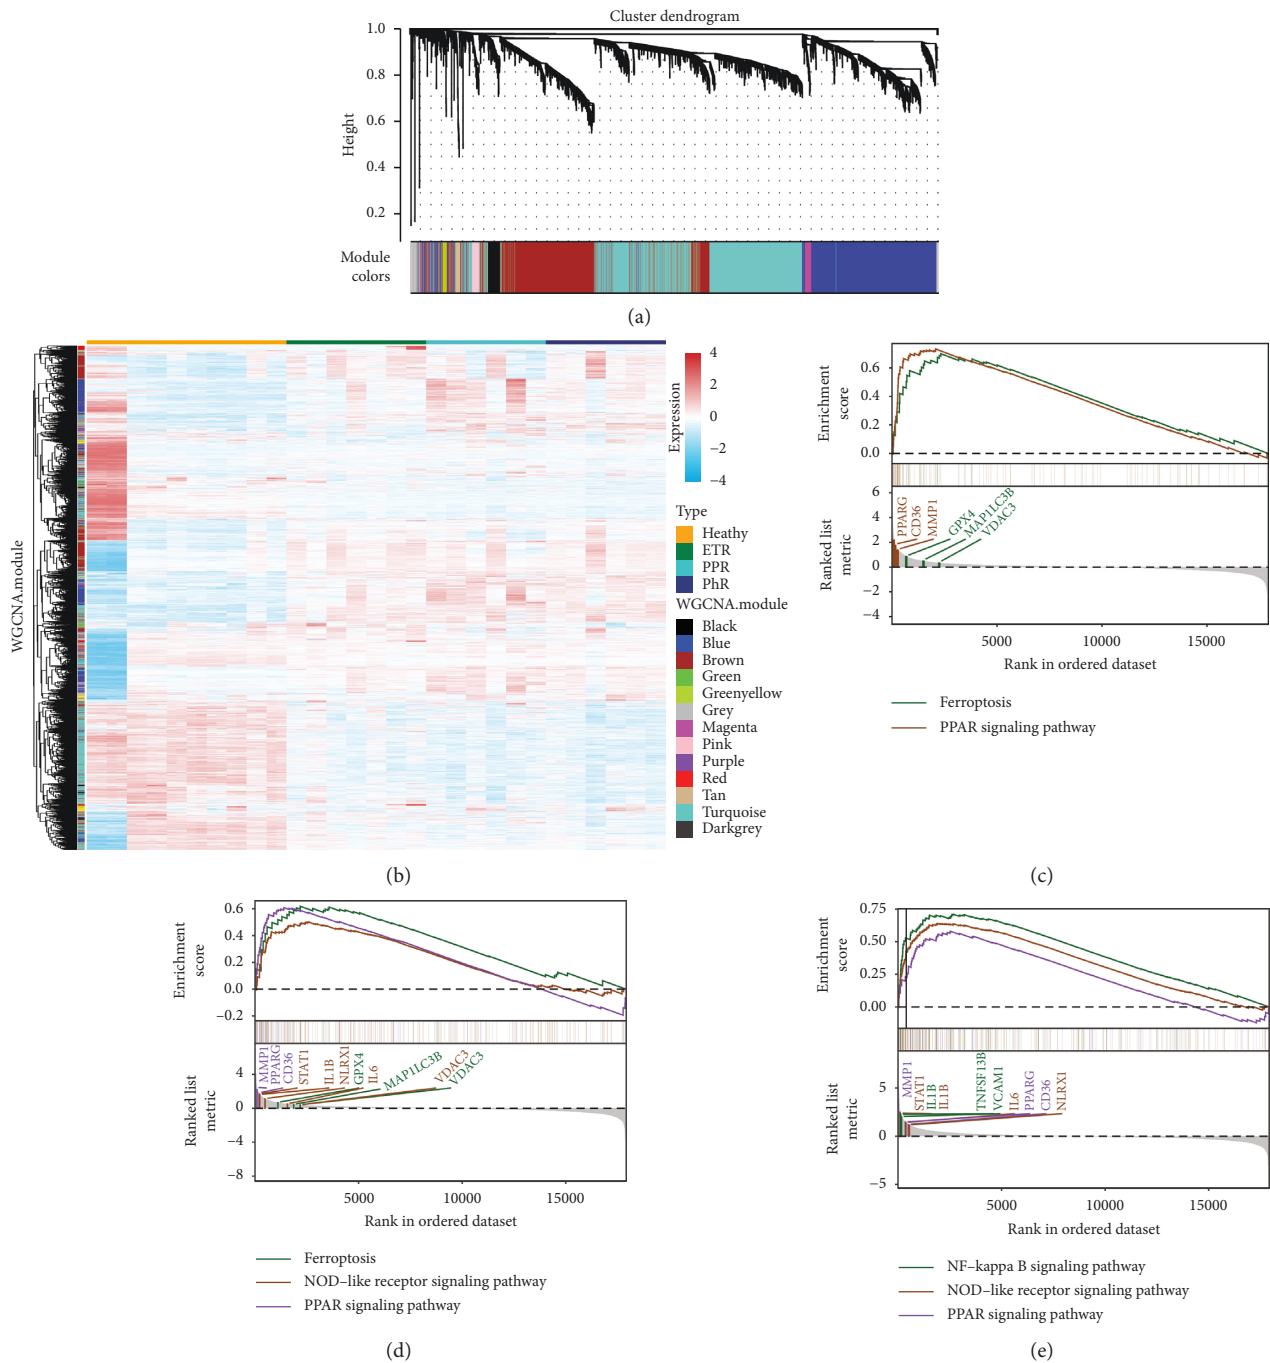 Cluster dendrogram
1.0
0.8
0.6
0.4
0.2
Height
Module
colors
(a)
WGCNA.module
4
2
0
−2
−4
Expression
Type
Heathy
ETR
PPR
PhR
WGCNA.module
Black
Blue
Brown
Green
Greenyellow
Grey
Magenta
Pink
Purple
Red
Tan
Turquoise
Darkgrey
(b)
Enrichment
score
0.6
0.4
0.2
0.0
Ranked list
metric
6
4
2
0
−2
−4
PPARG
CD36
MMP1
GPX4
MAP1LC3B
VDAC3
5000
10000
15000
Rank in ordered dataset
Ferroptosis
PPAR signaling pathway
(c)
Enrichment
score
0.6
0.4
0.2
0.0
−0.2
Ranked list
metric
4
0
−4
−8
MMP1
PPARG
CD36
STAT1
IL1B
NLRX1
GPX4
IL6
MAP1LC3B
VDAC3
VDAC3
5000
10000
15000
Rank in ordered dataset
Ferroptosis
NOD−like receptor signaling pathway
PPAR signaling pathway
(d)
Enrichment
score
0.75
0.50
0.25
0.00
Ranked list
metric
5
0
−5
MMP1
STAT1
IL1B
IL1B
TNFSF13B
VCAM1
IL6
PPARG
CD36
NLRX1
5000
10000
15000
Rank in ordered dataset
NF−kappa B signaling pathway
NOD−like receptor signaling pathway
PPAR signaling pathway
(e)